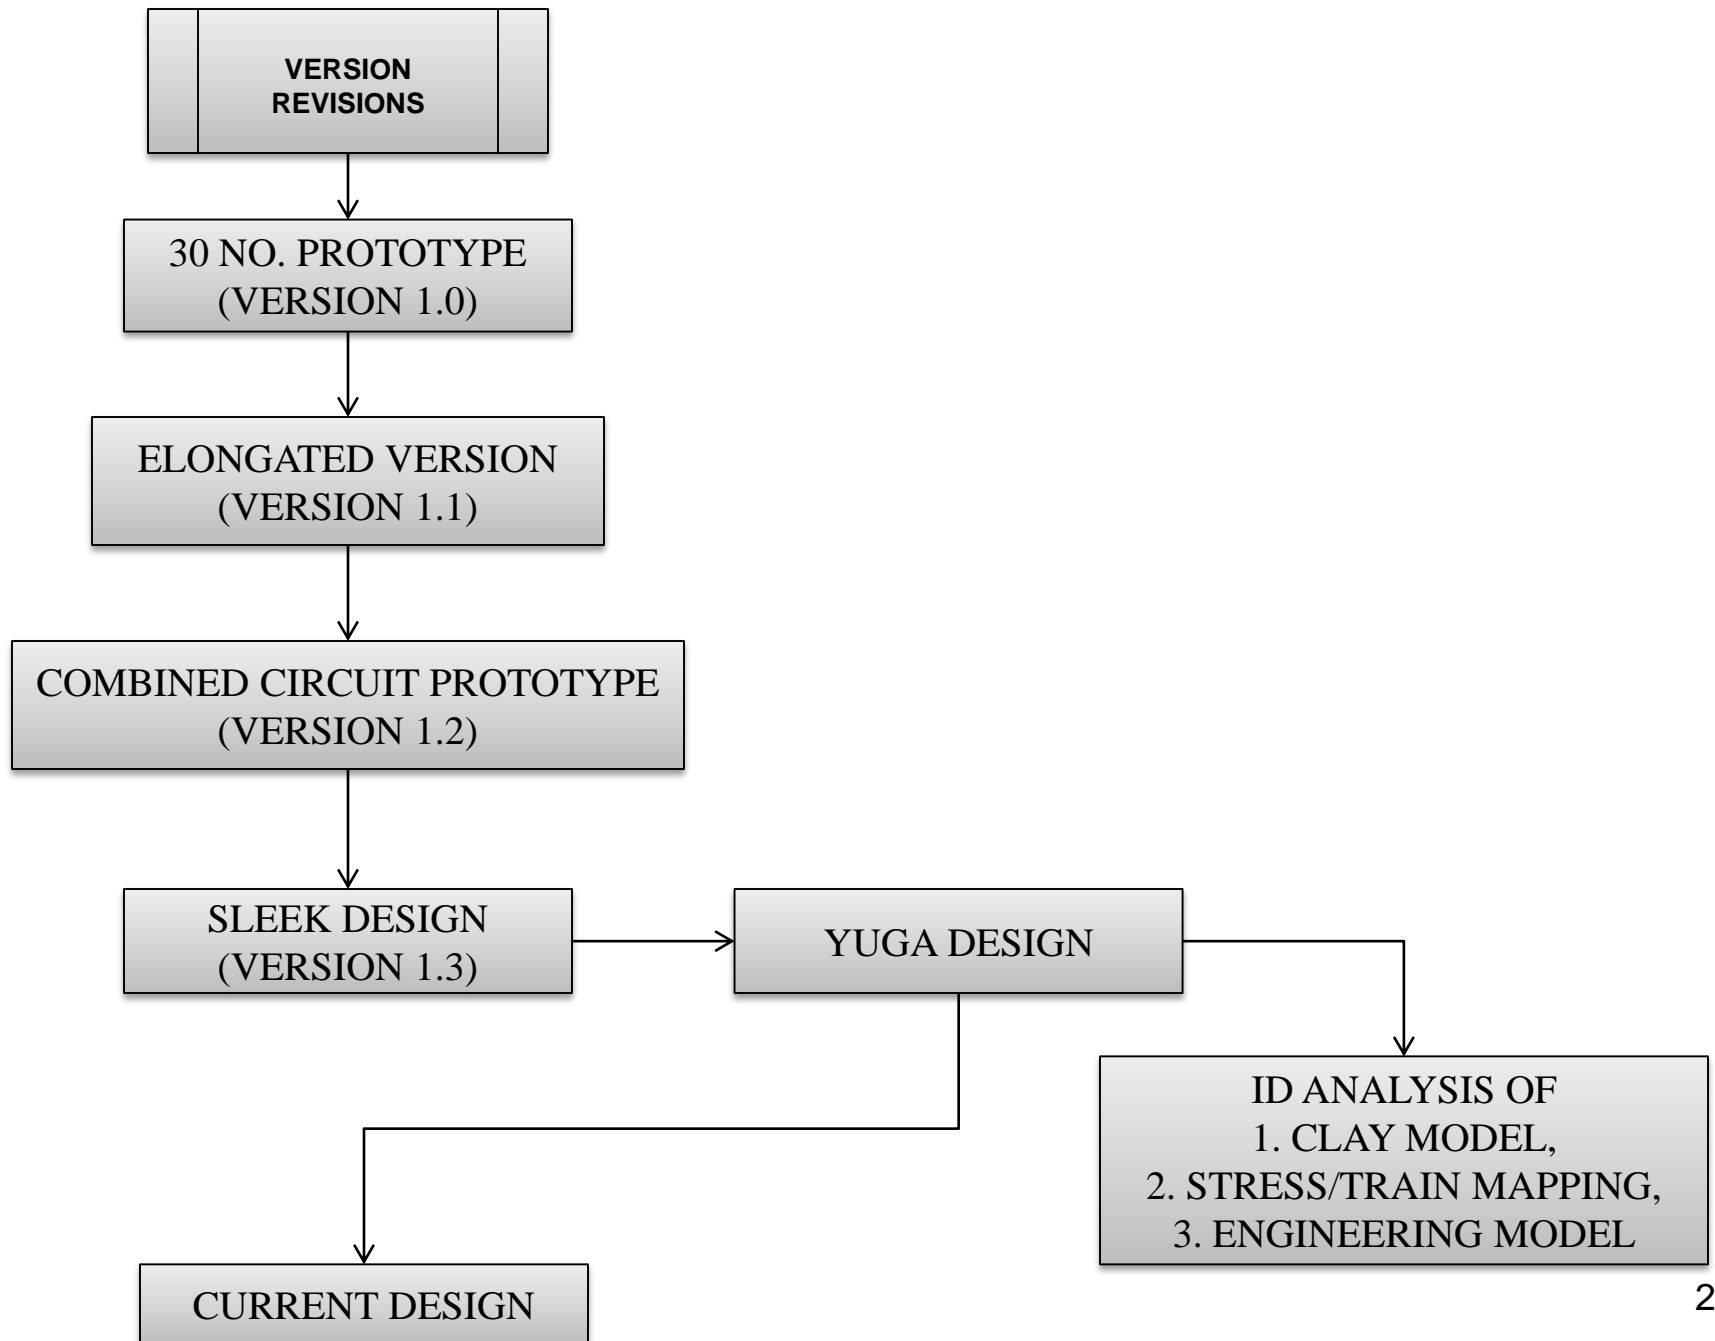 VERSION
REVISIONS
30 NO. PROTOTYPE
(VERSION 1.0)
ELONGATED VERSION
(VERSION 1.1)
COMBINED CIRCUIT PROTOTYPE
(VERSION 1.2)
SLEEK DESIGN
(VERSION 1.3)
YUGA DESIGN
ID ANALYSIS OF
1. CLAY MODEL,
2. STRESS/TRAIN MAPPING,
3. ENGINEERING MODEL
CURRENT DESIGN
2